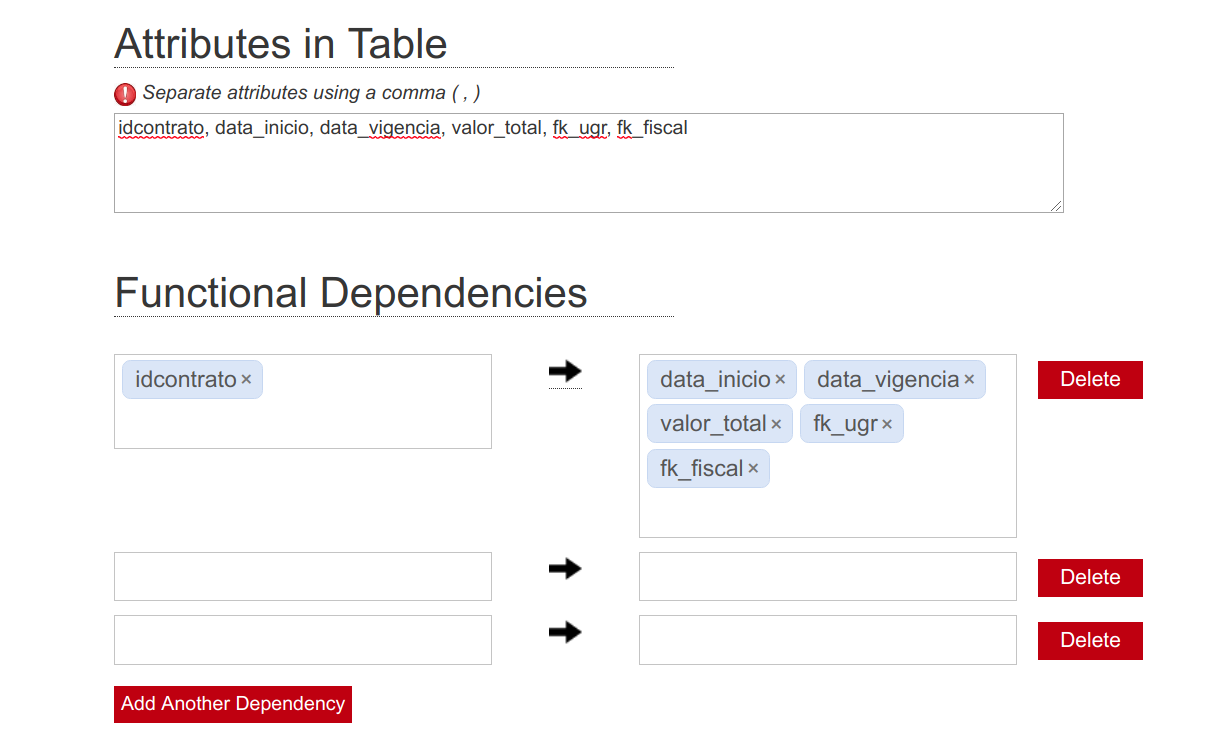 Attributes in Table
Separate attributes using a comma ( , )
idcontrato, data_inicio, data_vigencia, valor_total, fk_ugr, fk_fiscal
Functional Dependencies
idcontrato ×
data_inicio × data_vigencia ×
valor_total × fk_ugr ×
fk_fiscal ×
Delete
Delete
Delete
Add Another Dependency